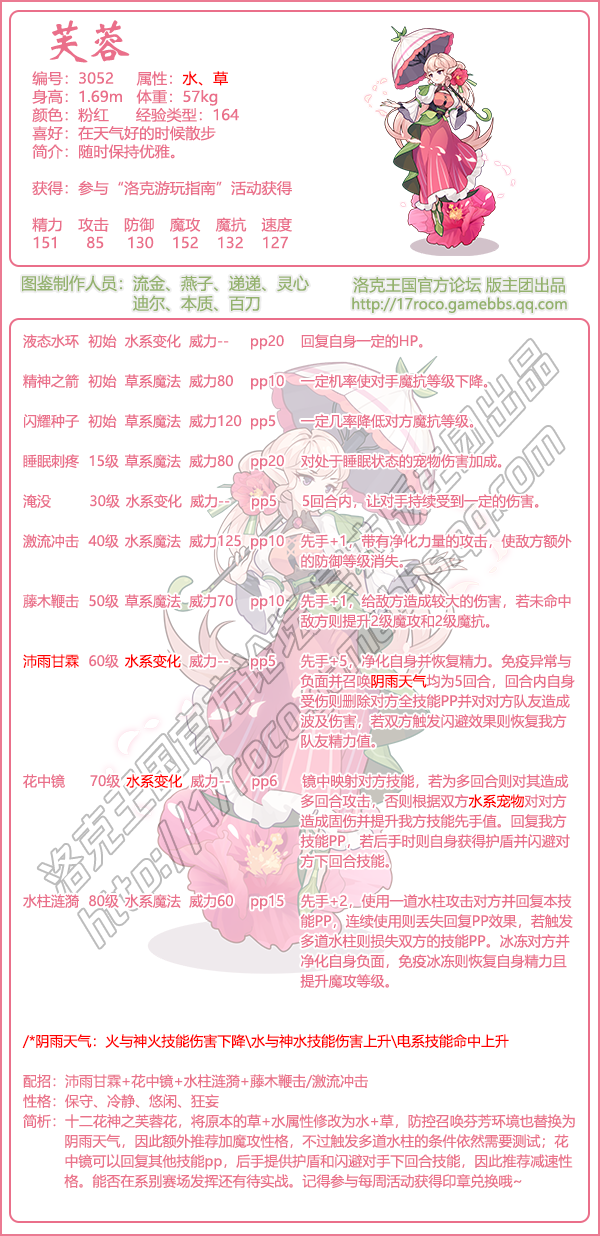 芙蓉
编号：3052 属性：水、草
身高：1.69m 体重：57kg
颜色：粉红 经验类型：164
喜好：在天气好的时候散步
简介：随时保持优雅。
获得：参与“洛克游玩指南”活动获得
精力 攻击 防御 魔攻 魔抗 速度
151 85 130 152 132 127
图鉴制作人员：流金、燕子、递递、灵心
迪尔、本质、百刀
洛克王国官方论坛 版主团出品
http://17roco.gamebbs.qq.com
液态水环 初始 水系变化 威力-- pp20 回复自身一定的HP。
精神之箭 初始 草系魔法 威力80 pp10 一定机率使对手魔抗等级下降。
闪耀种子 初始 草系魔法 威力120 pp5 一定几率降低对方魔抗等级。
睡眠刺疼 15级 草系魔法 威力80 pp20 对处于睡眠状态的宠物伤害加成。
淹没 30级 水系变化 威力-- pp5 5回合内，让对手持续受到一定的伤害。
激流冲击 40级 水系魔法 威力125 pp10 先手+1，带有净化力量的攻击，使敌方额外
的防御等级消失。
藤木鞭击 50级 草系魔法 威力70 pp10 先手+1，给敌方造成较大的伤害，若未命中
敌方则提升2级魔攻和2级魔抗。
沛雨甘霖 60级 水系变化 威力-- pp5 先手+5，净化自身并恢复精力。免疫异常与
负面并召唤阴雨天气均为5回合，回合内自身
受伤则删除对方全技能PP并对对方队友造成
波及伤害，若双方触发闪避效果则恢复我方
队友精力值。
花中镜 70级 水系变化 威力-- pp6 镜中映射对方技能，若为多回合则对其造成
多回合攻击，否则根据双方水系宠物对对方
造成固伤并提升我方技能先手值。回复我方
技能PP，若后手时则自身获得护盾并闪避对
方下回合技能。
水柱涟漪 80级 水系魔法 威力60 pp15 先手+2，使用一道水柱攻击对方并回复本技
能PP，连续使用则丢失回复PP效果，若触发
多道水柱则损失双方的技能PP。冰冻对方并
净化自身负面，免疫冰冻则恢复自身精力且
提升魔攻等级。
/*阴雨天气：火与神火技能伤害下降\水与神水技能伤害上升\电系技能命中上升
配招：沛雨甘霖+花中镜+水柱涟漪+藤木鞭击/激流冲击
性格：保守、冷静、悠闲、狂妄
简析：十二花神之芙蓉花，将原本的草+水属性修改为水+草，防控召唤芬芳环境也替换为
阴雨天气，因此额外推荐加魔攻性格，不过触发多道水柱的条件依然需要测试；花
中镜可以回复其他技能pp，后手提供护盾和闪避对手下回合技能，因此推荐减速性
格。能否在系别赛场发挥还有待实战。记得参与每周活动获得印章兑换哦~
洛克王国官方论坛 版主团出品
http://17roco.gamebbs.qq.com